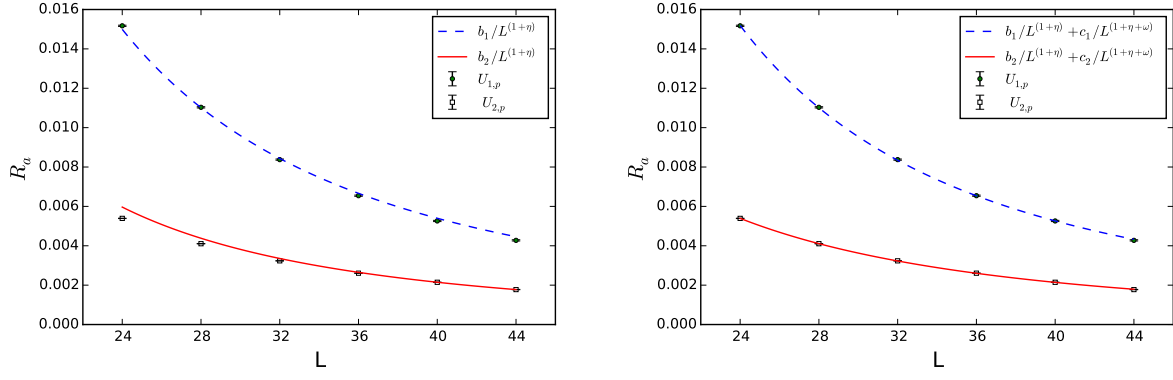 0.016
0.014
0.012
0.010
0.008
0.006
0.004
0.002
0.000
R_a
24 28 32 36 40 44
L
b_1/L^{(1+η)}
b_2/L^{(1+η)}
U_{1,p}
U_{2,p}
0.016
0.014
0.012
0.010
0.008
0.006
0.004
0.002
0.000
R_a
24 28 32 36 40 44
L
b_1/L^{(1+η)} + c_1/L^{(1+η+ω)}
b_2/L^{(1+η)} + c_2/L^{(1+η+ω)}
U_{1,p}
U_{2,p}